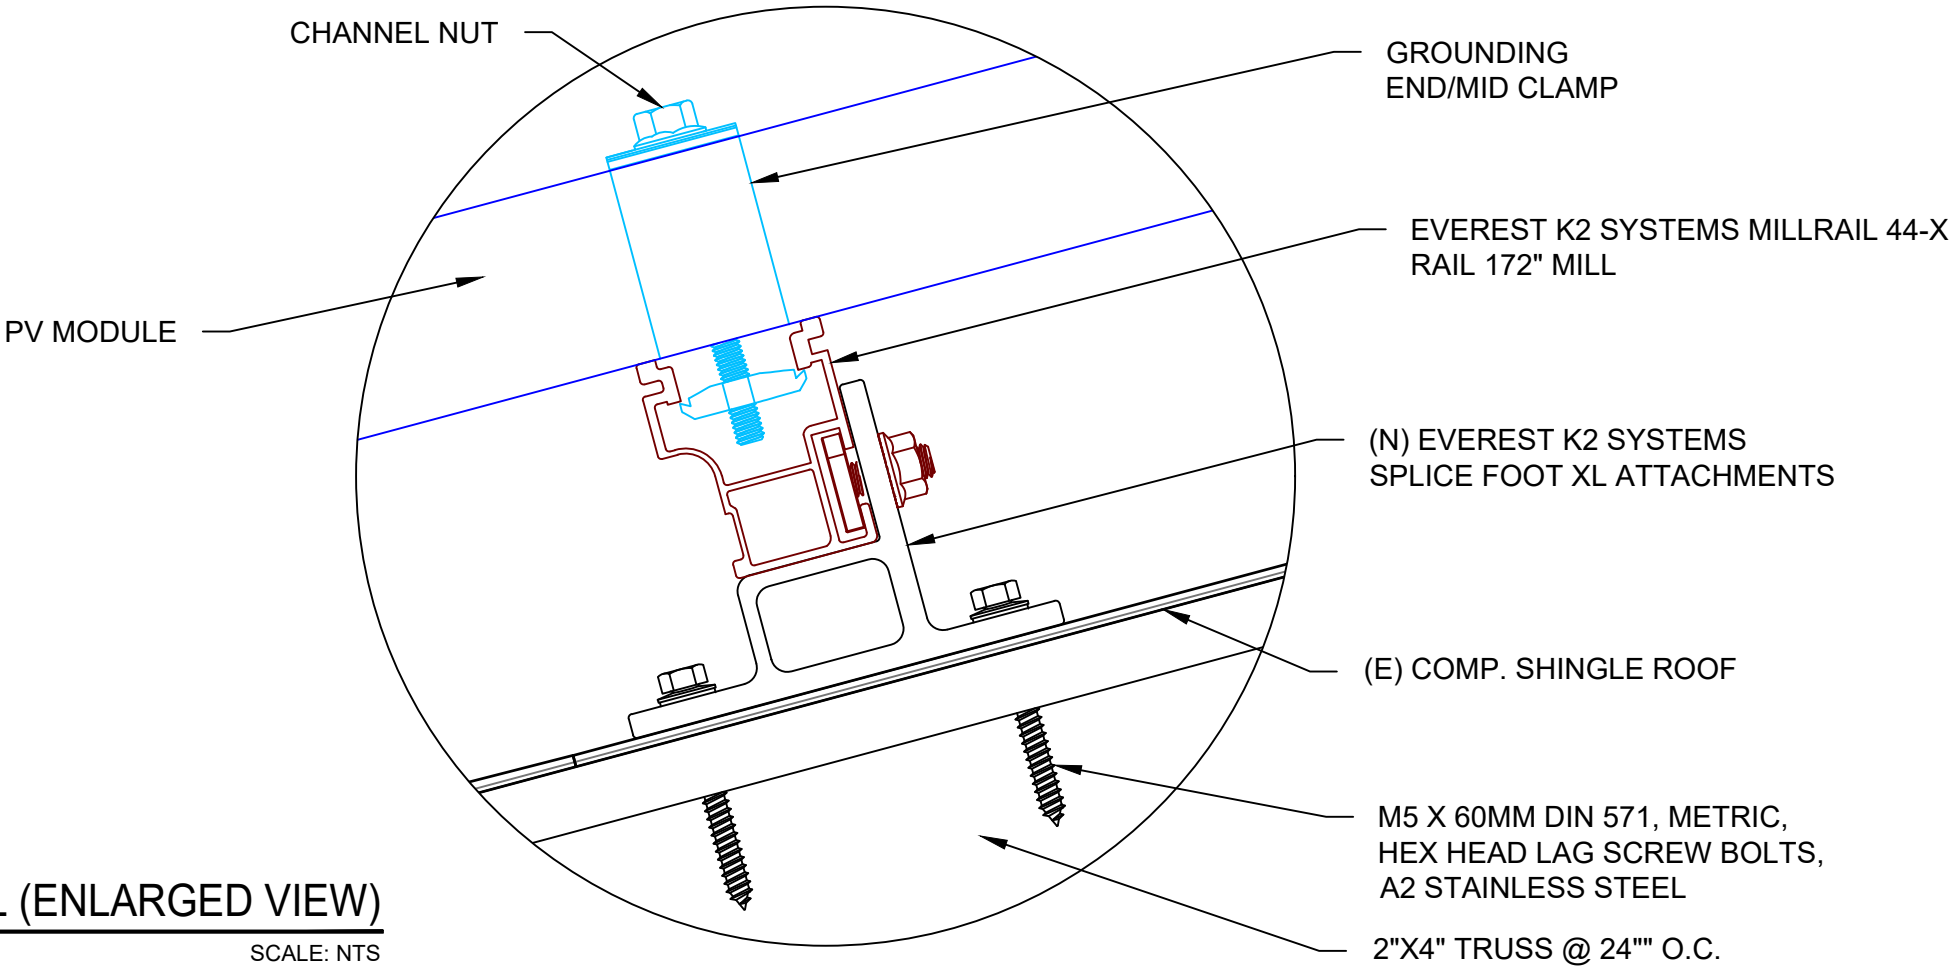 CHANNEL NUT
GROUNDING
END/MID CLAMP
EVEREST K2 SYSTEMS MILLRAIL 44-X
RAIL 172" MILL
PV MODULE
(N) EVEREST K2 SYSTEMS
SPLICE FOOT XL ATTACHMENTS
(E) COMP. SHINGLE ROOF
M5 X 60MM DIN 571, METRIC,
HEX HEAD LAG SCREW BOLTS,
A2 STAINLESS STEEL
2"X4" TRUSS @ 24"" O.C.
(ENLARGED VIEW)
SCALE: NTS